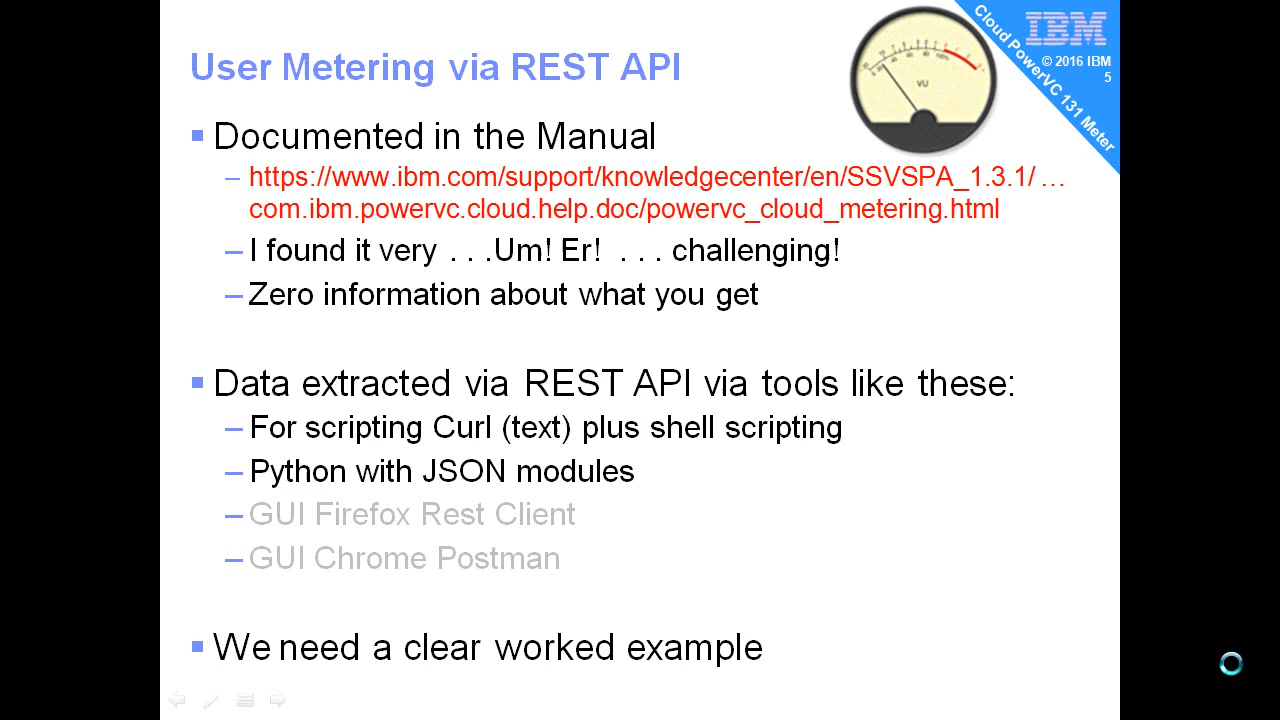 User Metering via REST API
VU
Cloud PowerVC 131 Meter
IBM
© 2016 IBM
5
▪ Documented in the Manual
– https://www.ibm.com/support/knowledgecenter/en/SSVSPA_1.3.1/ …
com.ibm.powervc.cloud.help.doc/powervc_cloud_metering.html
– I found it very . . .Um! Er!  . . . challenging!
– Zero information about what you get
▪ Data extracted via REST API via tools like these:
– For scripting Curl (text) plus shell scripting
– Python with JSON modules
– GUI Firefox Rest Client
– GUI Chrome Postman
▪ We need a clear worked example